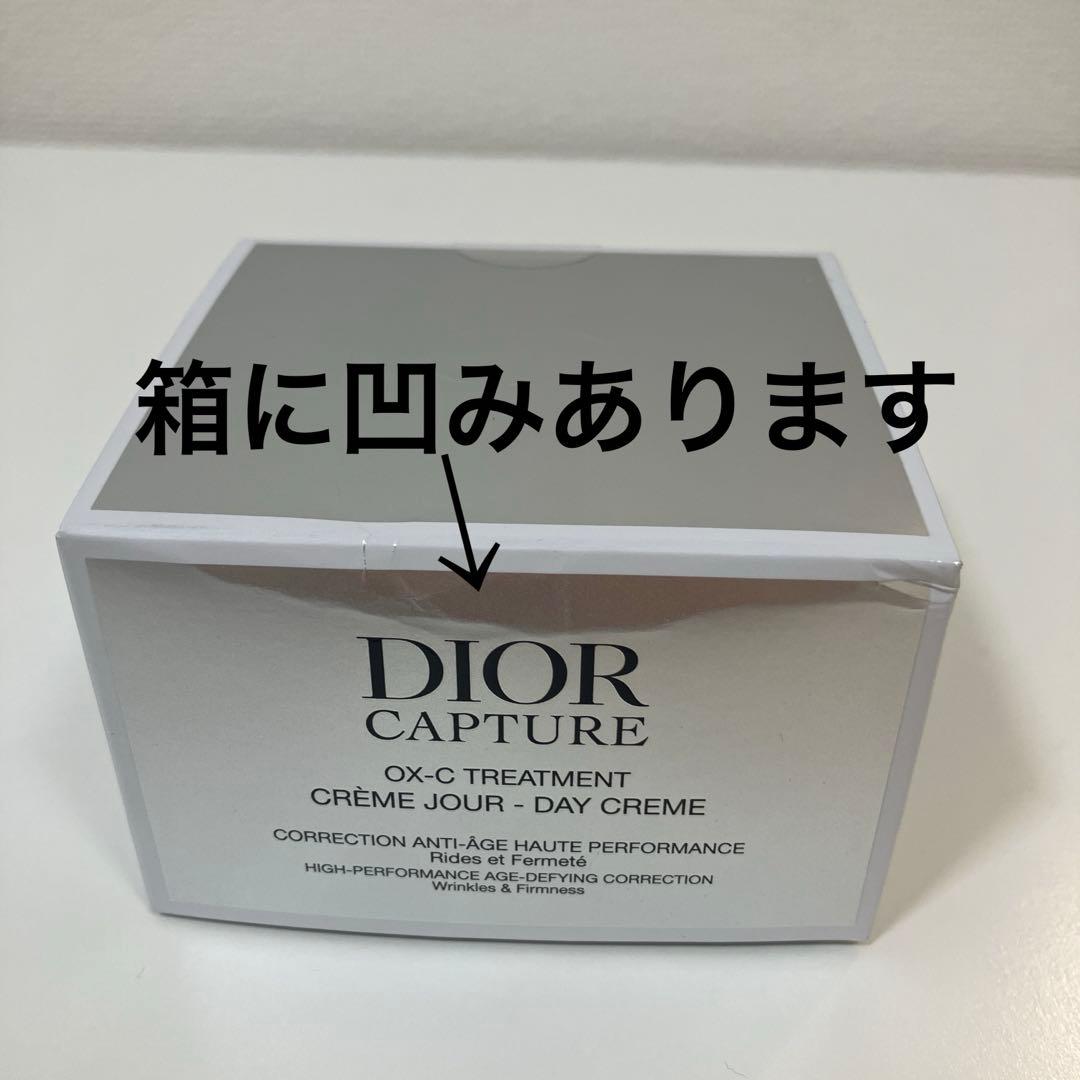 箱に凹みあります
DIOR
CAPTURE
OX-C TREATMENT
CRÈME JOUR - DAY CREME
CORRECTION ANTI-ÂGE HAUTE PERFORMANCE
Rides et Fermeté
HIGH-PERFORMANCE AGE-DEFYING CORRECTION
Wrinkles & Firmness